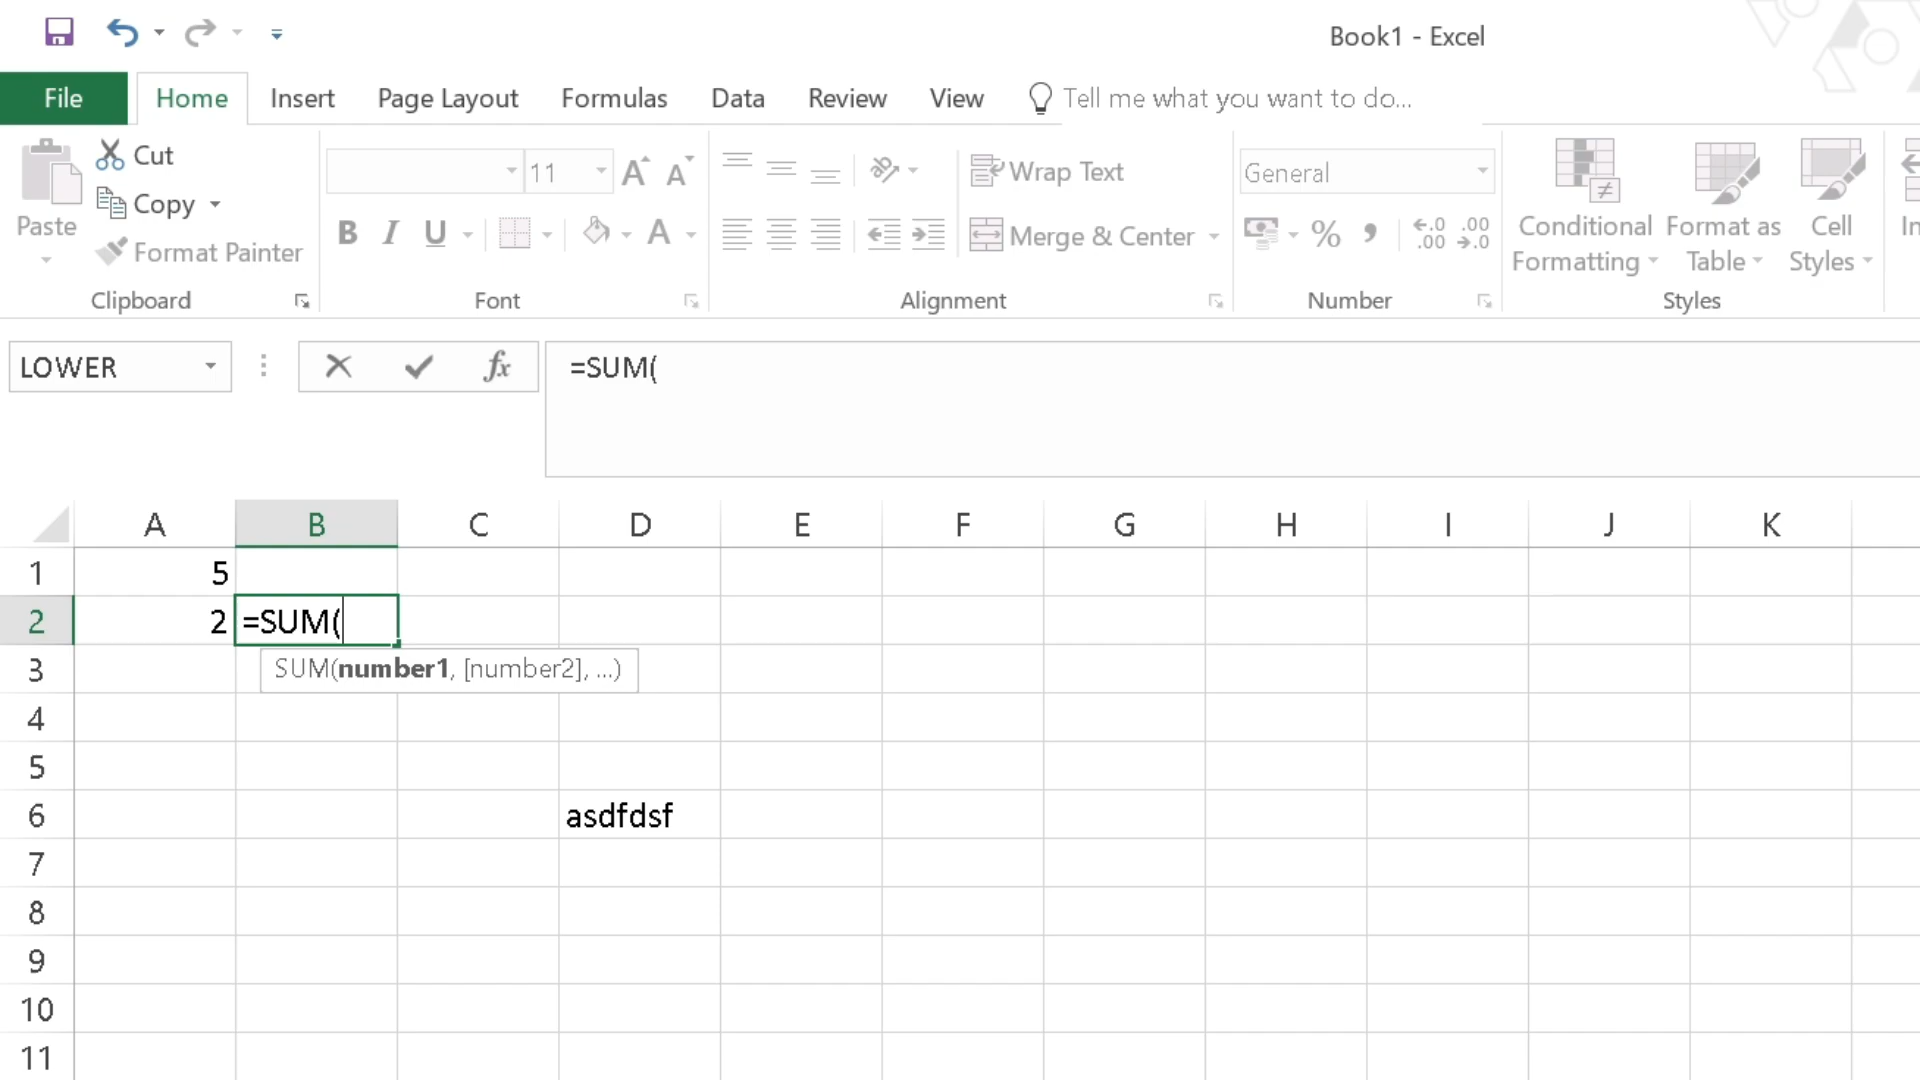 Book1 - Excel
File Home Insert Page Layout Formulas Data Review View Tell me what you want to do...
Paste
Cut
Copy
Format Painter
Clipboard
11
B I U A
Font
Wrap Text
Merge & Center
Alignment
General
% ,
Number
Conditional Formatting
Format as Table
Cell Styles
Styles
LOWER fx =SUM(
A B C D E F G H I J K
1 5
2 2 =SUM(
SUM(number1, [number2], ...)
3
4
5
6 asdfdsf
7
8
9
10
11